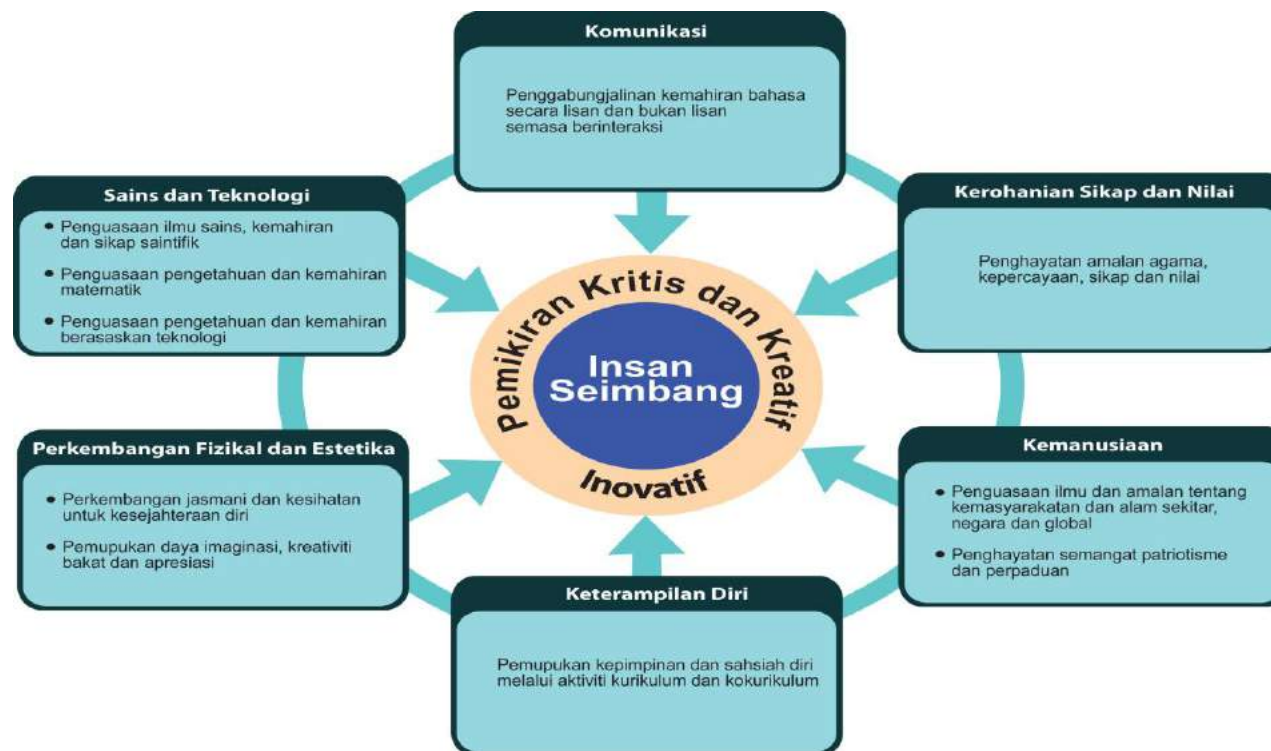 Komunikasi
Penggabungjalinan kemahiran bahasa
secara lisan dan bukan lisan
semasa berinteraksi
Sains dan Teknologi
• Penguasaan ilmu sains, kemahiran
dan sikap saintifik
• Penguasaan pengetahuan dan kemahiran
matematik
• Penguasaan pengetahuan dan kemahiran
berasaskan teknologi
Kerohanian Sikap dan Nilai
Penghayatan amalan agama,
kepercayaan, sikap dan nilai
Pemikiran Kritis dan Kreatif
Insan
Seimbang
Inovatif
Perkembangan Fizikal dan Estetika
• Perkembangan jasmani dan kesihatan
untuk kesejahteraan diri
• Pemupukan daya imaginasi, kreativiti
bakat dan apresiasi
Kemanusiaan
• Penguasaan ilmu dan amalan tentang
kemasyarakatan dan alam sekitar,
negara dan global
• Penghayatan semangat patriotisme
dan perpaduan
Keterampilan Diri
Pemupukan kepimpinan dan sahsiah diri
melalui aktiviti kurikulum dan kokurikulum